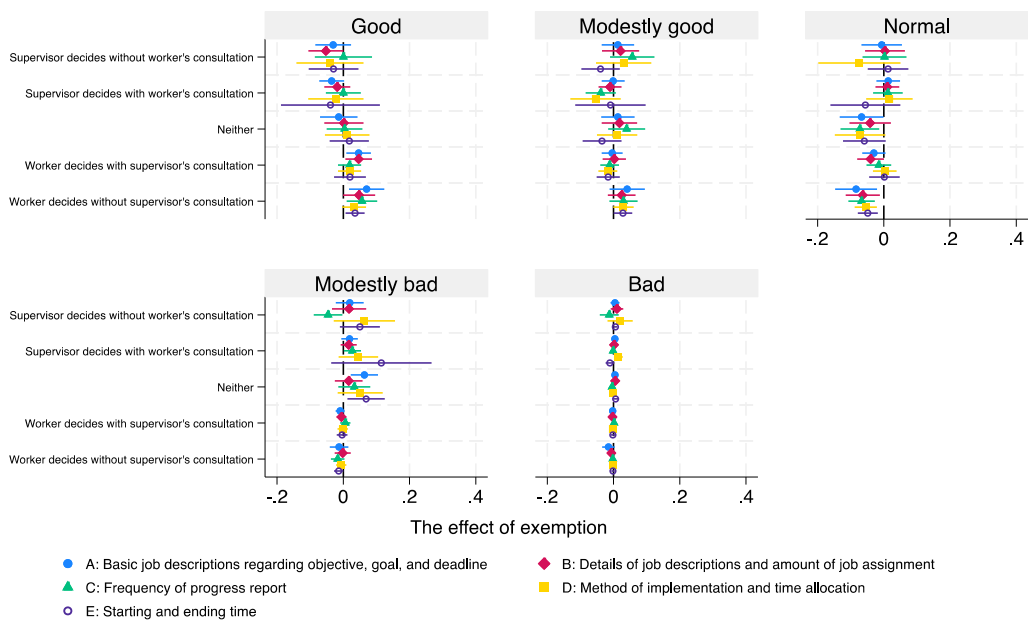 Good
Modestly good
Normal
Supervisor decides without worker's consultation
Supervisor decides with worker's consultation
Neither
Worker decides with supervisor's consultation
Worker decides without supervisor's consultation
-.2 0 .2 .4
Modestly bad
Bad
Supervisor decides without worker's consultation
Supervisor decides with worker's consultation
Neither
Worker decides with supervisor's consultation
Worker decides without supervisor's consultation
-.2 0 .2 .4
-.2 0 .2 .4
The effect of exemption
A: Basic job descriptions regarding objective, goal, and deadline
B: Details of job descriptions and amount of job assignment
C: Frequency of progress report
D: Method of implementation and time allocation
E: Starting and ending time